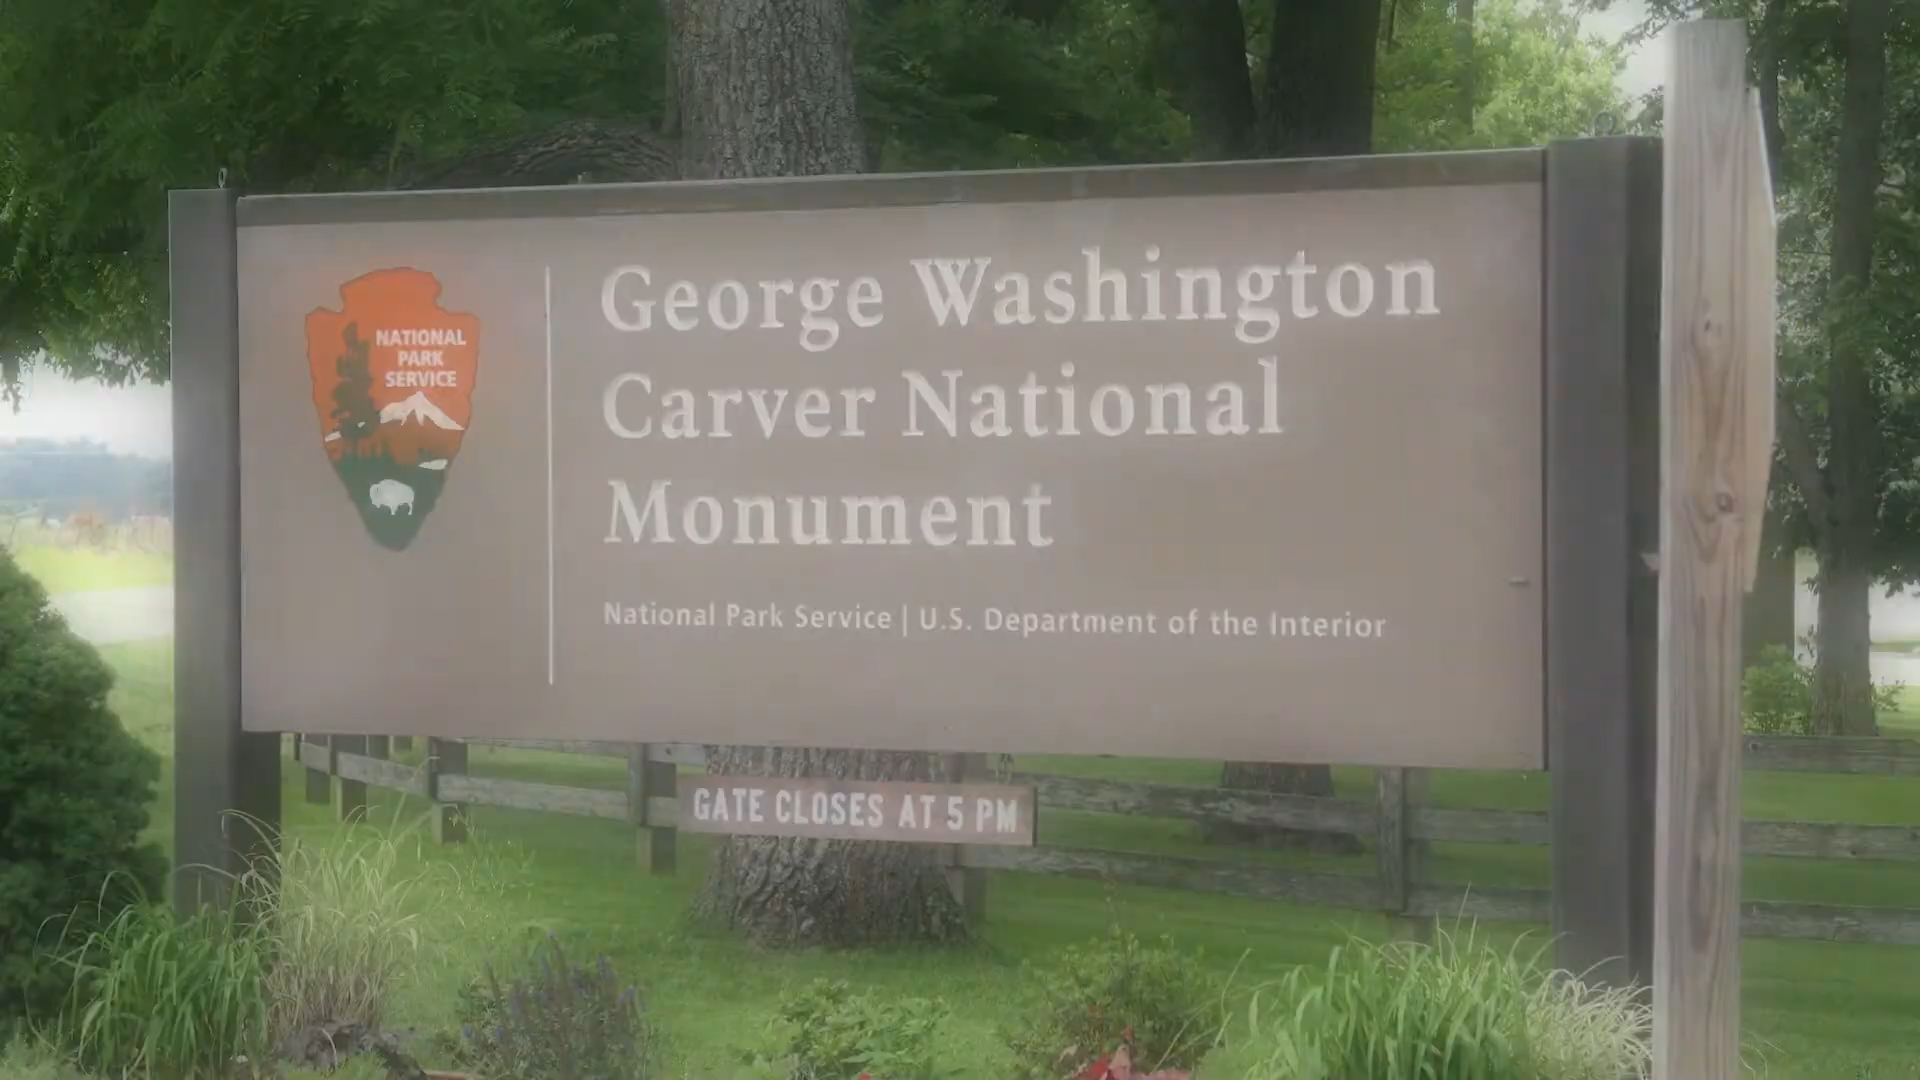 NATIONAL
PARK
SERVICE
George Washington
Carver National
Monument
National Park Service | U.S. Department of the Interior
GATE CLOSES AT 5 PM